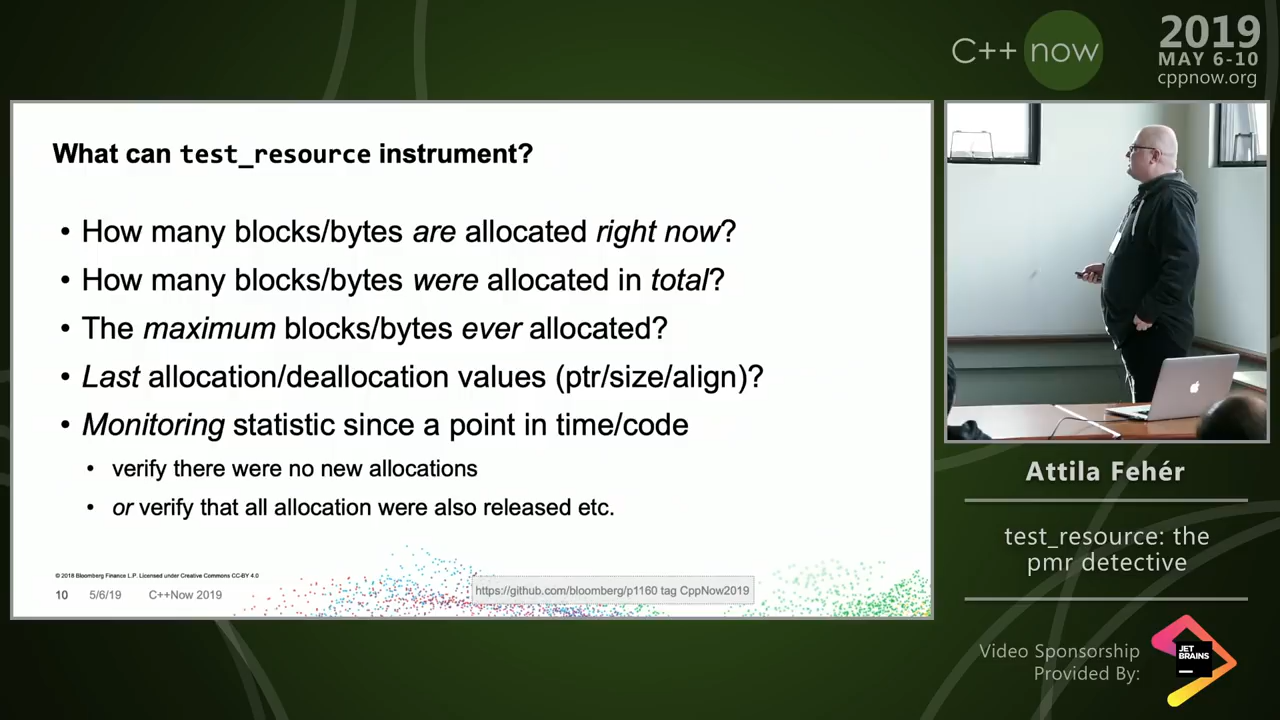 C++ now
2019
MAY 6-10
cppnow.org
What can test_resource instrument?
• How many blocks/bytes are allocated right now?
• How many blocks/bytes were allocated in total?
• The maximum blocks/bytes ever allocated?
• Last allocation/deallocation values (ptr/size/align)?
• Monitoring statistic since a point in time/code
• verify there were no new allocations
• or verify that all allocation were also released etc.
© 2018 Bloomberg Finance L.P. Licensed under Creative Commons CC-BY 4.0
10 5/6/19 C++Now 2019
https://github.com/bloomberg/p1160 tag CppNow2019
Attila Fehér
test_resource: the
pmr detective
Video Sponsorship
Provided By:
JET
BRAINS